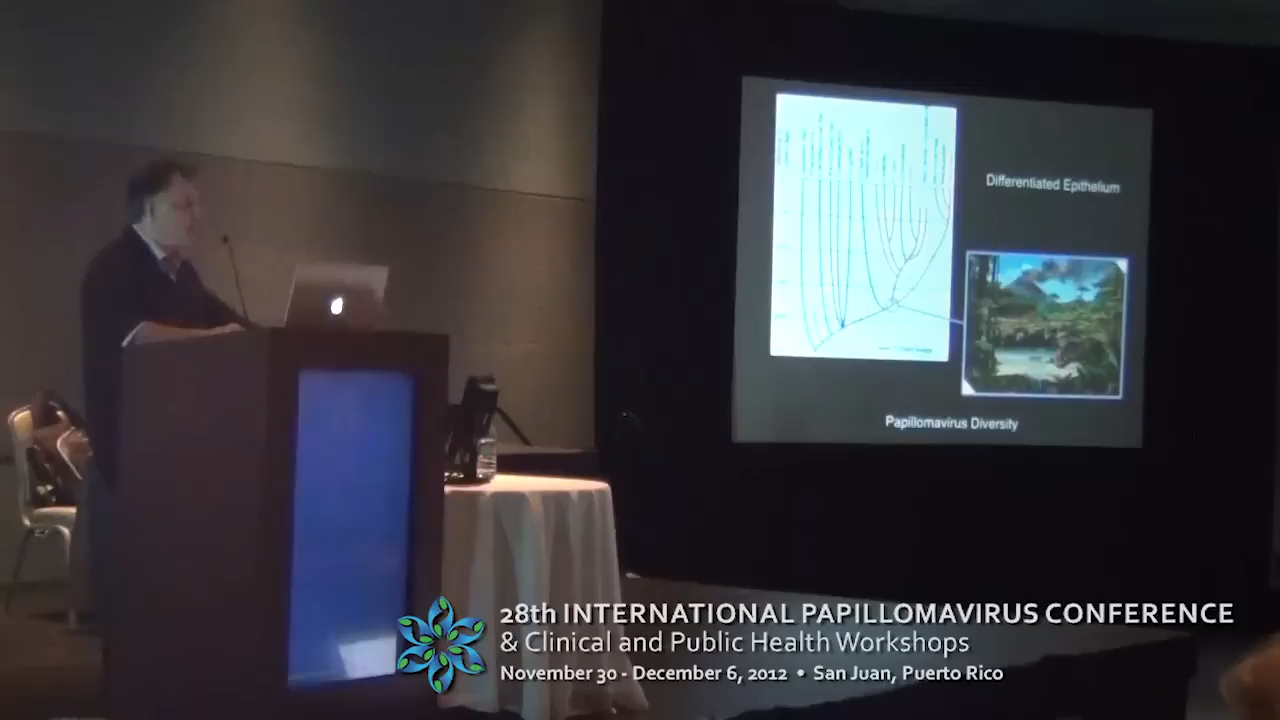 Differentiated Epithelium
Papillomavirus Diversity
28th INTERNATIONAL PAPILLOMAVIRUS CONFERENCE
& Clinical and Public Health Workshops
November 30 - December 6, 2012 • San Juan, Puerto Rico